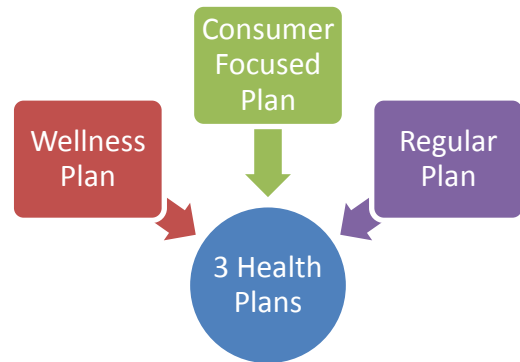 Consumer
Focused
Plan
Wellness
Plan
Regular
Plan
3 Health
Plans